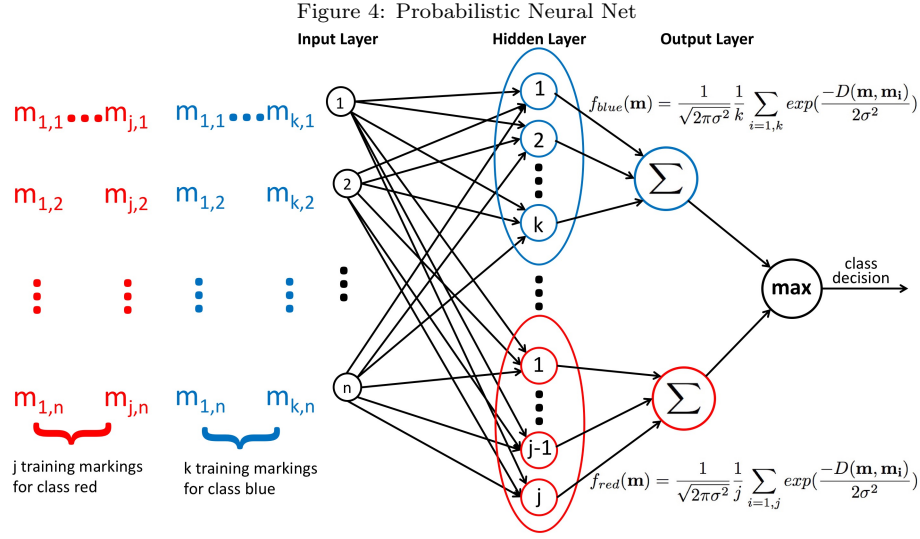 Figure 4: Probabilistic Neural Net
Input Layer Hidden Layer Output Layer
m1,1 ... mj,1 m1,1 ... mk,1
m1,2 mj,2 m1,2 mk,2
m1,n mj,n m1,n mk,n
j training markings
for class red
k training markings
for class blue
1
2
n
1
2
k
1
j-1
j
f_blue(m) = 1/√(2πσ²) 1/k ∑_{i=1,k} exp(−D(m, m_i)/2σ²)
∑
∑
max
class
decision
f_red(m) = 1/√(2πσ²) 1/j ∑_{i=1,j} exp(−D(m, m_i)/2σ²)